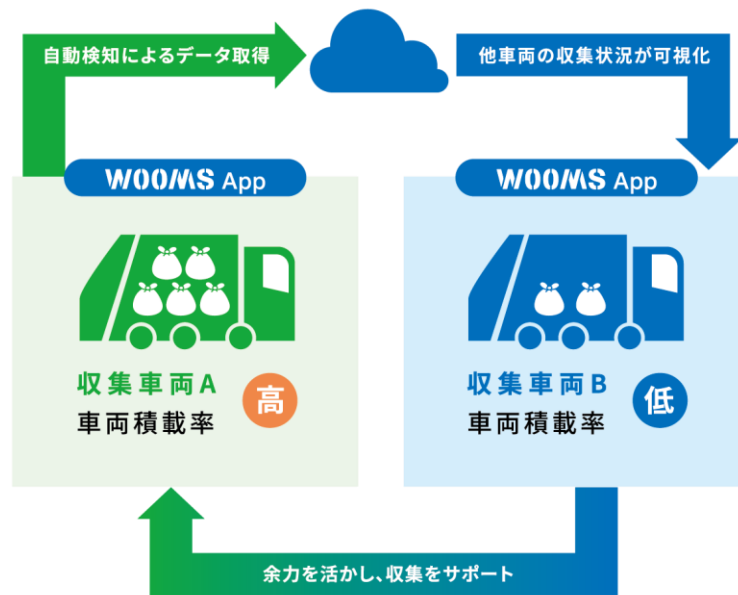 自動検知によるデータ取得
他車両の収集状況が可視化
WOOMS App
WOOMS App
収集車両A
車両積載率
高
収集車両B
車両積載率
低
余力を活かし、収集をサポート